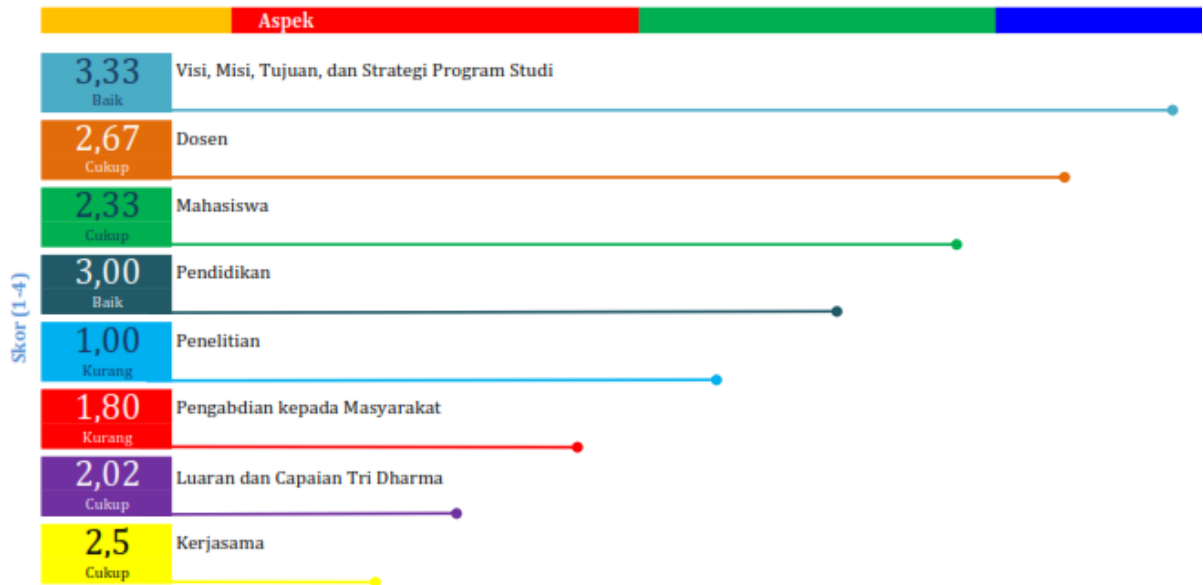 Aspek
Skor (1-4)
3,33
Baik
Visi, Misi, Tujuan, dan Strategi Program Studi
2,67
Cukup
Dosen
2,33
Cukup
Mahasiswa
3,00
Baik
Pendidikan
1,00
Kurang
Penelitian
1,80
Kurang
Pengabdian kepada Masyarakat
2,02
Cukup
Luaran dan Capaian Tri Dharma
2,5
Cukup
Kerjasama